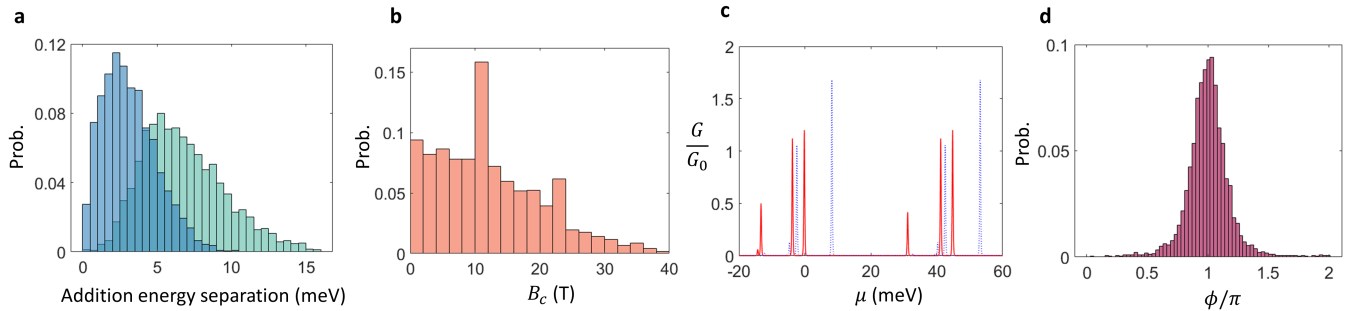 a
0.12
0.08
0.04
0
Prob.
0 5 10 15
Addition energy separation (meV)
b
0.15
0.1
0.05
0
Prob.
0 10 20 30 40
B_c (T)
c
2
1.5
1
0.5
0
G
G_0
-20 0 20 40 60
μ (meV)
d
0.1
0.05
0
Prob.
0 0.5 1 1.5 2
ϕ/π